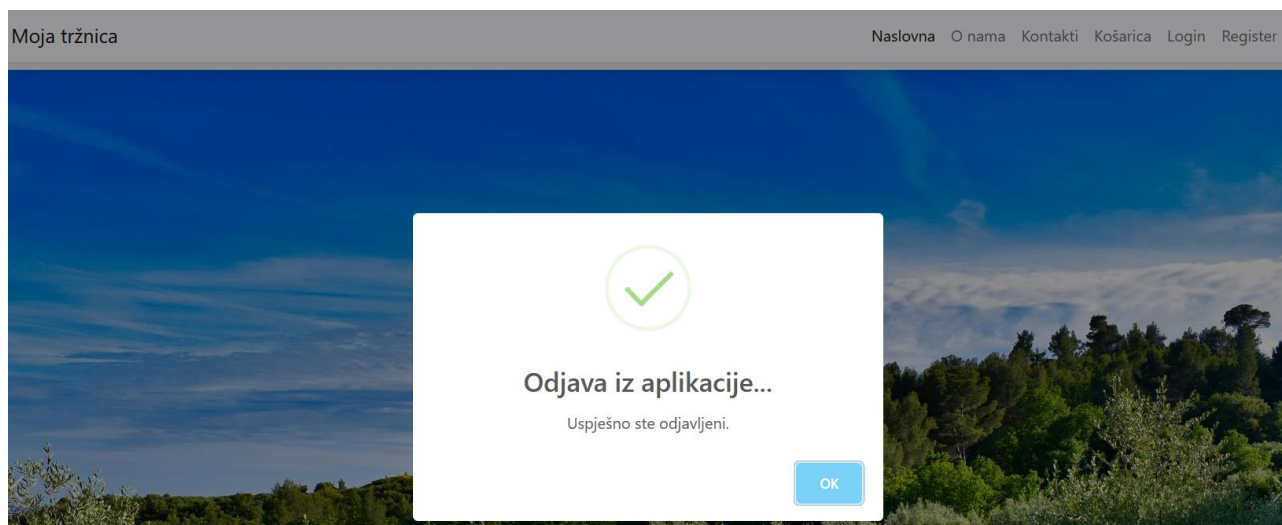 Moja tržnica
Naslovna O nama Kontakti Košarica Login Register
Odjava iz aplikacije...
Uspješno ste odjavljeni.
OK